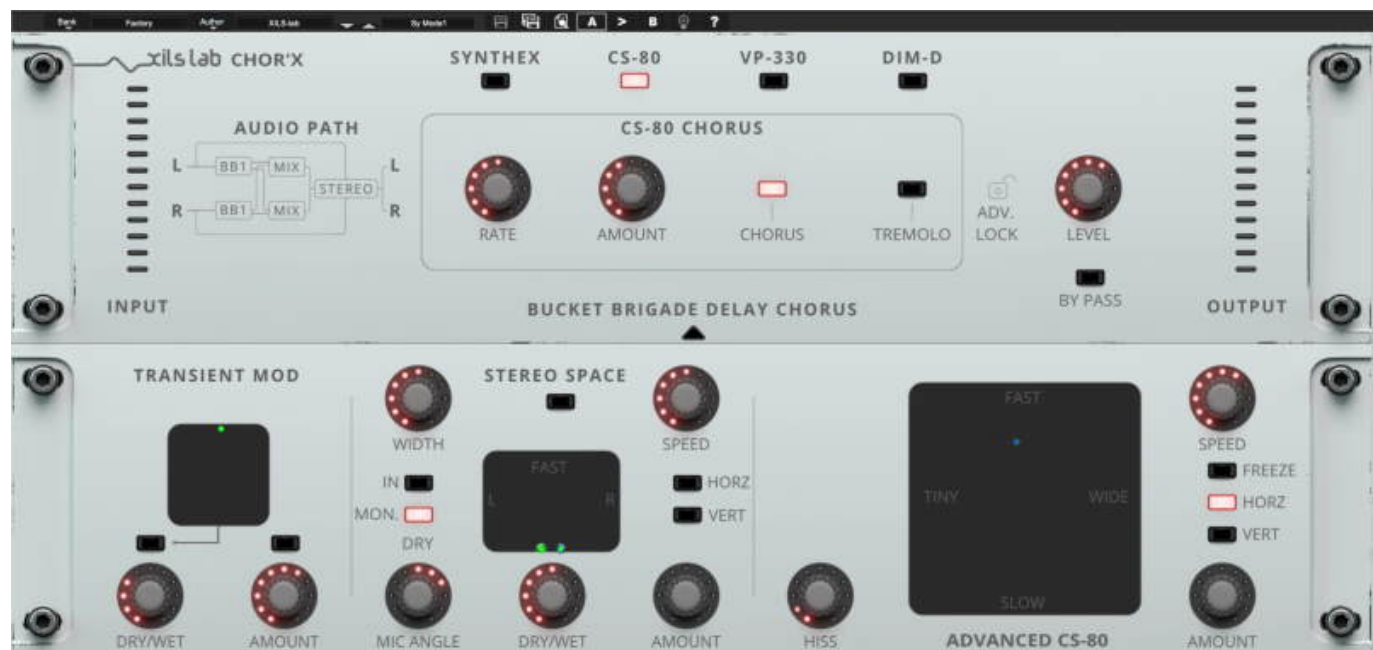 Bank Factory Author XILS-lab By Mode1 A > B ?
xils lab CHOR'X
SYNTHEX CS-80 VP-330 DIM-D
AUDIO PATH
CS-80 CHORUS
L BB1 MIX L
STEREO
R BB1 MIX R
RATE AMOUNT CHORUS TREMOLO
ADV.
LOCK
LEVEL
BY PASS
INPUT
BUCKET BRIGADE DELAY CHORUS
OUTPUT
TRANSIENT MOD
STEREO SPACE
WIDTH
SPEED
FAST
SPEED
FAST
L R
IN
HORZ
FREEZE
TINY WIDE
MON.
VERT
HORZ
DRY
VERT
SLOW
DRY/WET AMOUNT MIC ANGLE DRY/WET AMOUNT HISS ADVANCED CS-80 AMOUNT